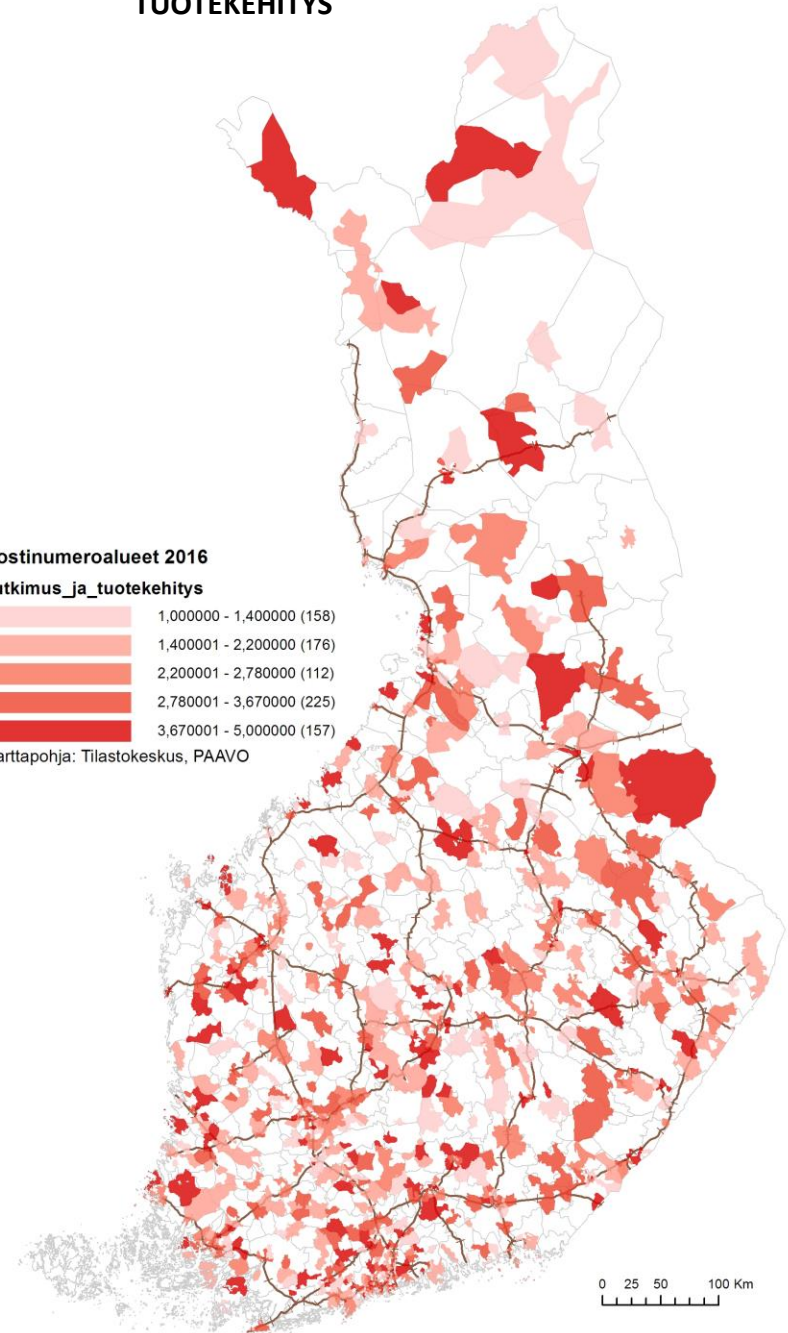 TUOTEKEHITYS
ostinumeroalueet 2016
utkimus_ja_tuotekehitys
1,000000 - 1,400000 (158)
1,400001 - 2,200000 (176)
2,200001 - 2,780000 (112)
2,780001 - 3,670000 (225)
3,670001 - 5,000000 (157)
arttapohja: Tilastokeskus, PAAVO
0 25 50 100 Km